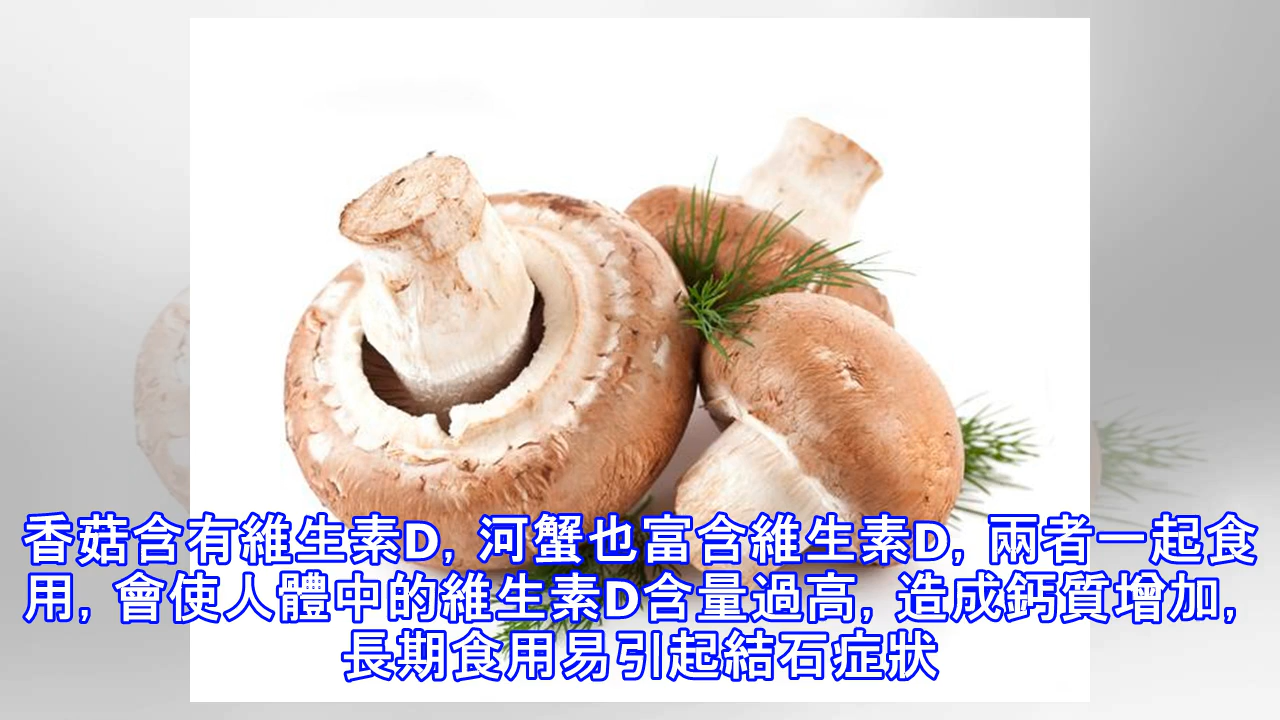 香菇含有維生素D, 河蟹也富含維生素D, 兩者一起食
用, 會使人體中的維生素D含量過高, 造成鈣質增加,
長期食用易引起結石症狀